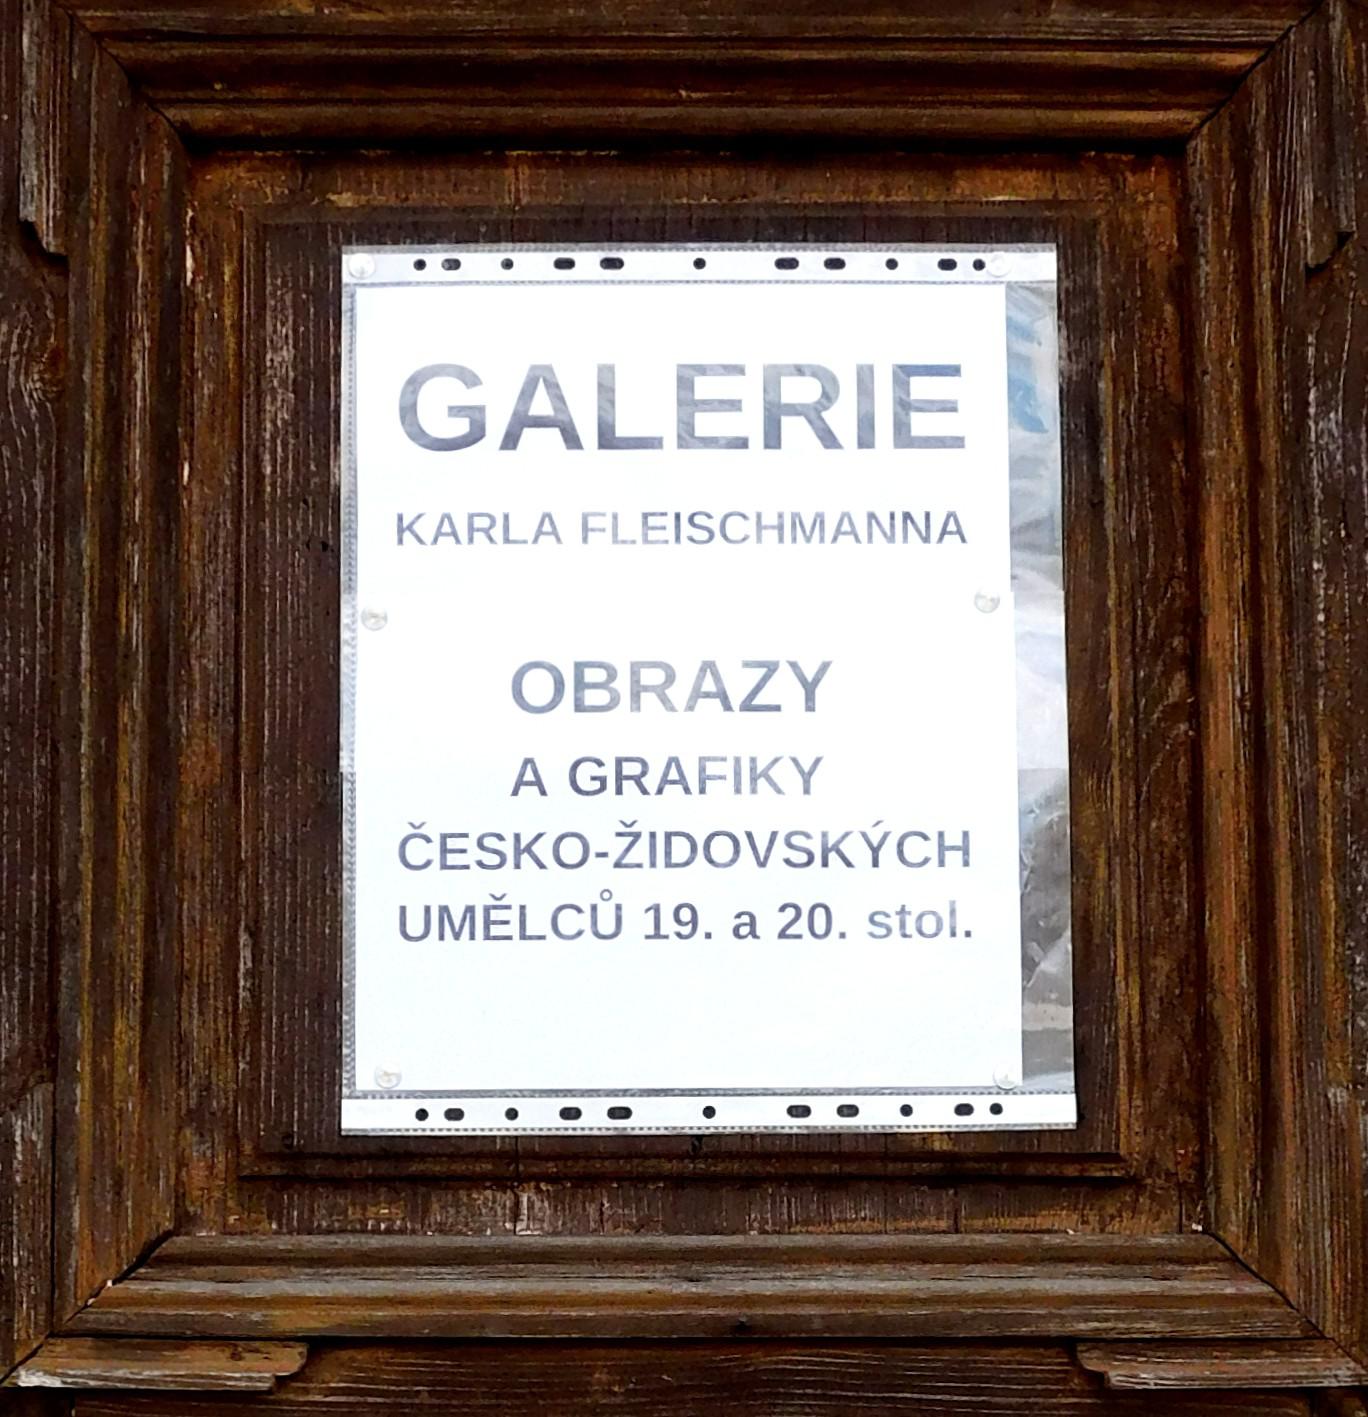 GALERIE
KARLA FLEISCHMANNA
OBRAZY
A GRAFIKY
ČESKO-ŽIDOVSKÝCH
UMĚLCŮ 19. a 20. stol.